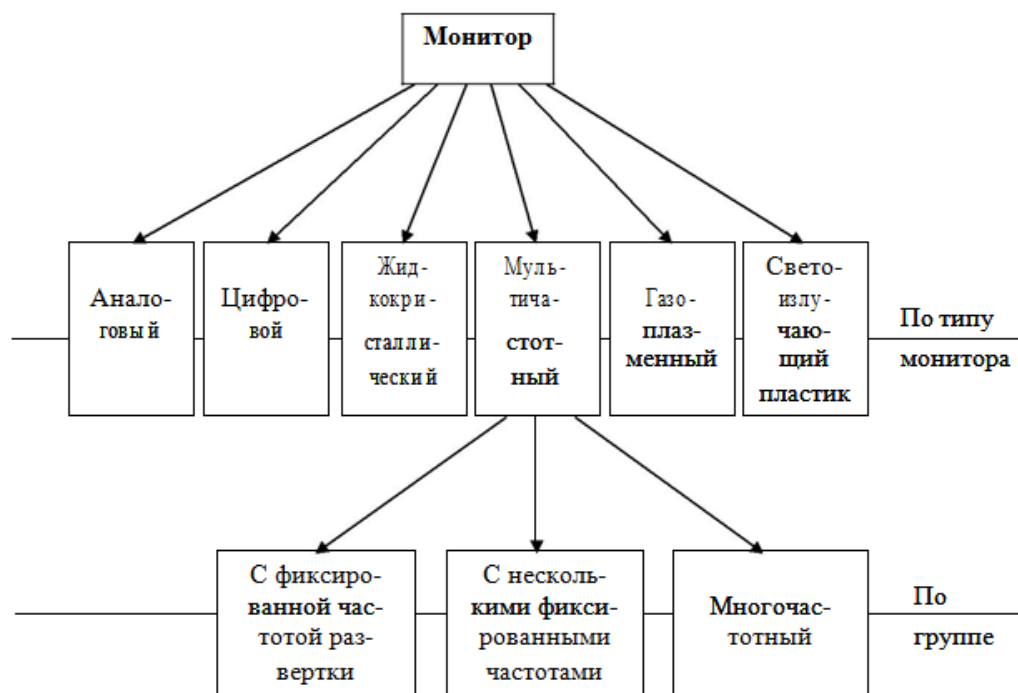 Монитор
Анало-
говый
Цифро-
вой
Жид-
кокри-
сталли-
ческий
Муль-
тича-
стот-
ный
Газо-
плаз-
менный
Свето-
излу-
чаю-
щий
пластик
По типу
монитора
С фиксиро-
ванной час-
тотой раз-
вертки
С несколь-
кими фикси-
рованными
частотами
Многочас-
тотный
По
группе